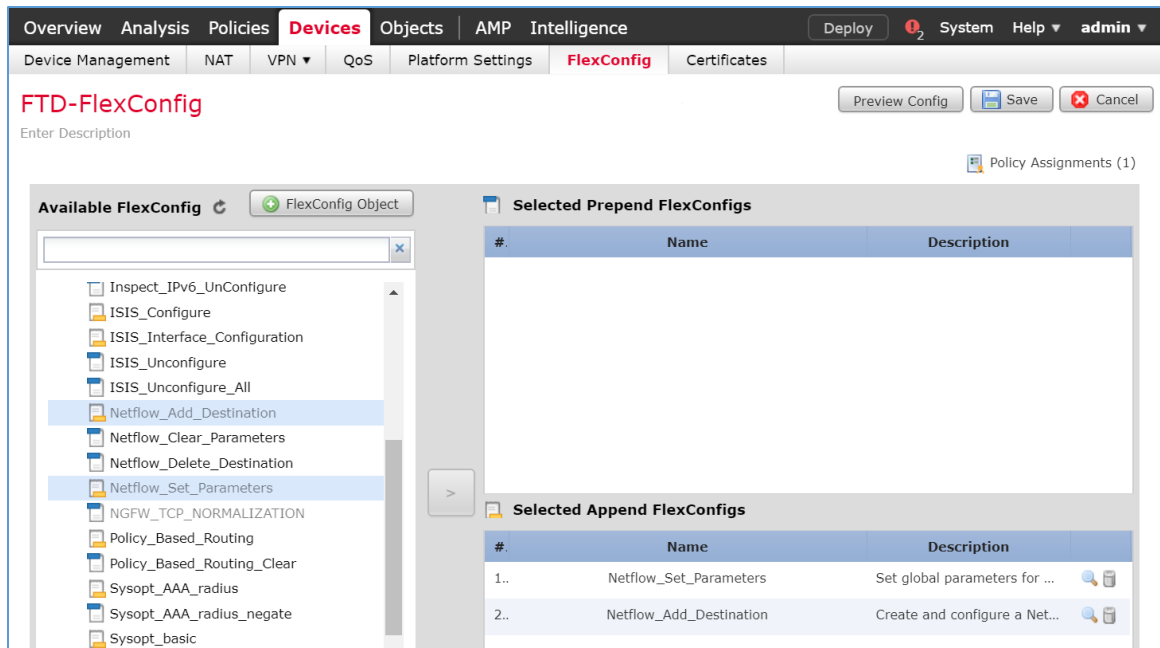 Overview Analysis Policies Devices Objects AMP Intelligence Deploy 2 System Help admin
Device Management NAT VPN QoS Platform Settings FlexConfig Certificates
FTD-FlexConfig
Preview Config Save Cancel
Enter Description
Policy Assignments (1)
Available FlexConfig FlexConfig Object
Selected Prepend FlexConfigs
#. Name Description
Inspect_IPv6_UnConfigure
ISIS_Configure
ISIS_Interface_Configuration
ISIS_Unconfigure
ISIS_Unconfigure_All
Netflow_Add_Destination
Netflow_Clear_Parameters
Netflow_Delete_Destination
Netflow_Set_Parameters
NGFW_TCP_NORMALIZATION
Policy_Based_Routing
Policy_Based_Routing_Clear
Sysopt_AAA_radius
Sysopt_AAA_radius_negate
Sysopt_basic
>
Selected Append FlexConfigs
#. Name Description
1.. Netflow_Set_Parameters Set global parameters for ...
2.. Netflow_Add_Destination Create and configure a Net...